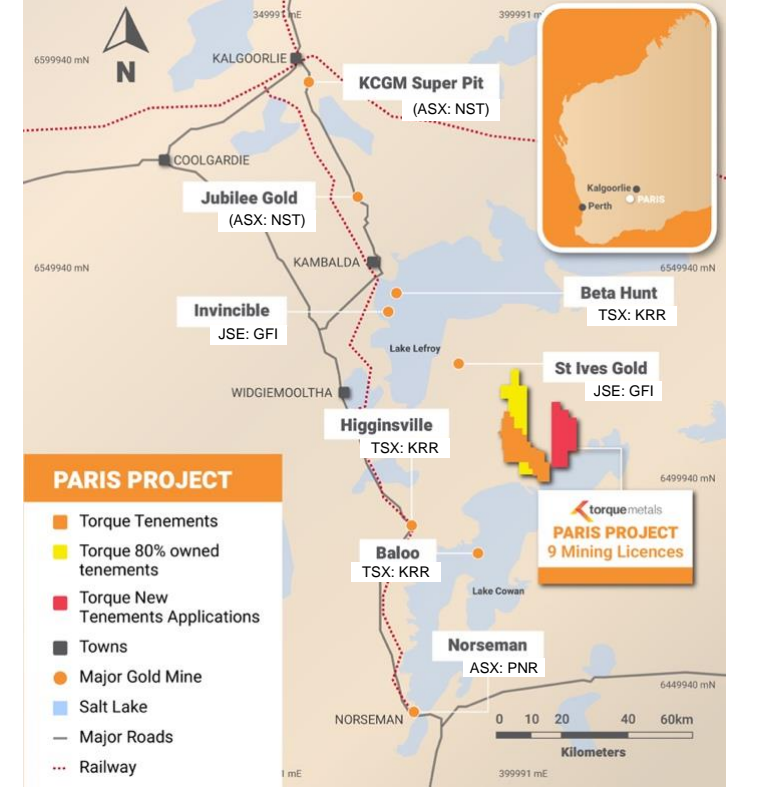 349991 mE
399991 m
6599940 mN
KALGOORLIE
N
KCGM Super Pit
(ASX: NST)
COOLGARDIE
Kalgoorlie
PARIS
Perth
Jubilee Gold
(ASX: NST)
KAMBALDA
6549940 mN
6549940 mN
Beta Hunt
TSX: KRR
Invincible
JSE: GFI
Lake Lefroy
St Ives Gold
JSE: GFI
WIDGIEMOOLTHA
Higginsville
TSX: KRR
6499940 mN
torquemetals
PARIS PROJECT
9 Mining Licences
Baloo
TSX: KRR
Lake Cowan
Norseman
ASX: PNR
6449940 mN
NORSEMAN
0 10 20 40 60km
Kilometers
1 mE
399991 mE
PARIS PROJECT
Torque Tenements
Torque 80% owned
tenements
Torque New
Tenements Applications
Towns
Major Gold Mine
Salt Lake
Major Roads
Railway